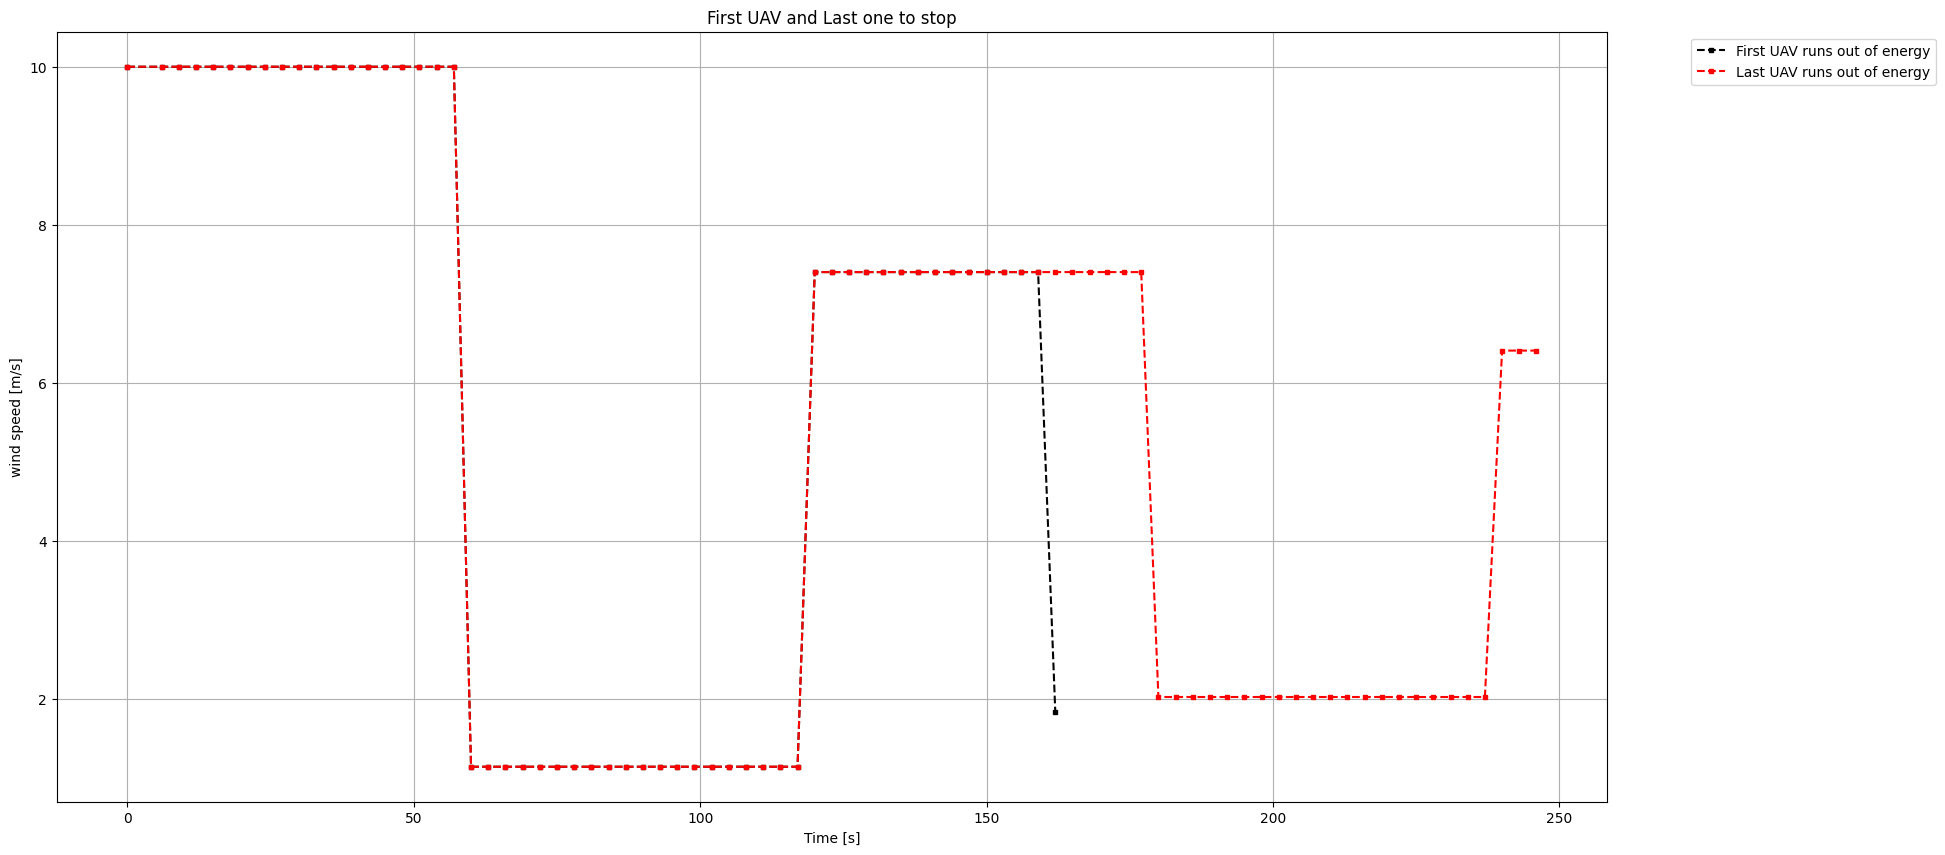 First UAV and Last one to stop
First UAV runs out of energy
Last UAV runs out of energy
10
8
6
4
2
wind speed [m/s]
0 50 100 150 200 250
Time [s]